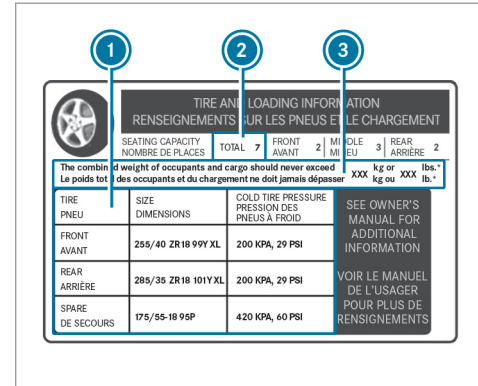 1 2 3
TIRE AND LOADING INFORMATION
RENSEIGNEMENTS SUR LES PNEUS ET LE CHARGEMENT
SEATING CAPACITY TOTAL 7 FRONT 2 MIDDLE 3 REAR 2
NOMBRE DE PLACES AVANT MILIEU ARRIÈRE
The combined weight of occupants and cargo should never exceed XXX kg or XXX lbs.*
Le poids total des occupants et du chargement ne doit jamais dépasser kg ou lb.*
TIRE SIZE COLD TIRE PRESSURE
PNEU DIMENSIONS PRESSION DES
PNEUS À FROID
FRONT 255/40 ZR18 99Y XL 200 KPA, 29 PSI
AVANT
REAR 285/35 ZR18 101Y XL 200 KPA, 29 PSI
ARRIÈRE
SPARE 175/55-18 95P 420 KPA, 60 PSI
DE SECOURS
SEE OWNER'S
MANUAL FOR
ADDITIONAL
INFORMATION
VOIR LE MANUEL
DE L'USAGER
POUR PLUS DE
RENSIGNEMENTS